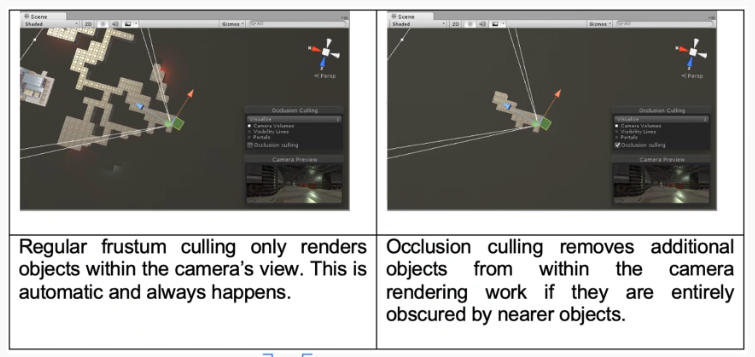 Scene
Shaded
2D
Gizmos
All
Persp
Occlusion Culling
Visualize
Camera Volumes
Visibility Lines
Portals
Occlusion culling
Camera Preview
Scene
Shaded
2D
Gizmos
All
Persp
Occlusion Culling
Visualize
Camera Volumes
Visibility Lines
Portals
Occlusion culling
Camera Preview
Regular frustum culling only renders
objects within the camera's view. This is
automatic and always happens.
Occlusion culling removes additional
objects from within the camera
rendering work if they are entirely
obscured by nearer objects.